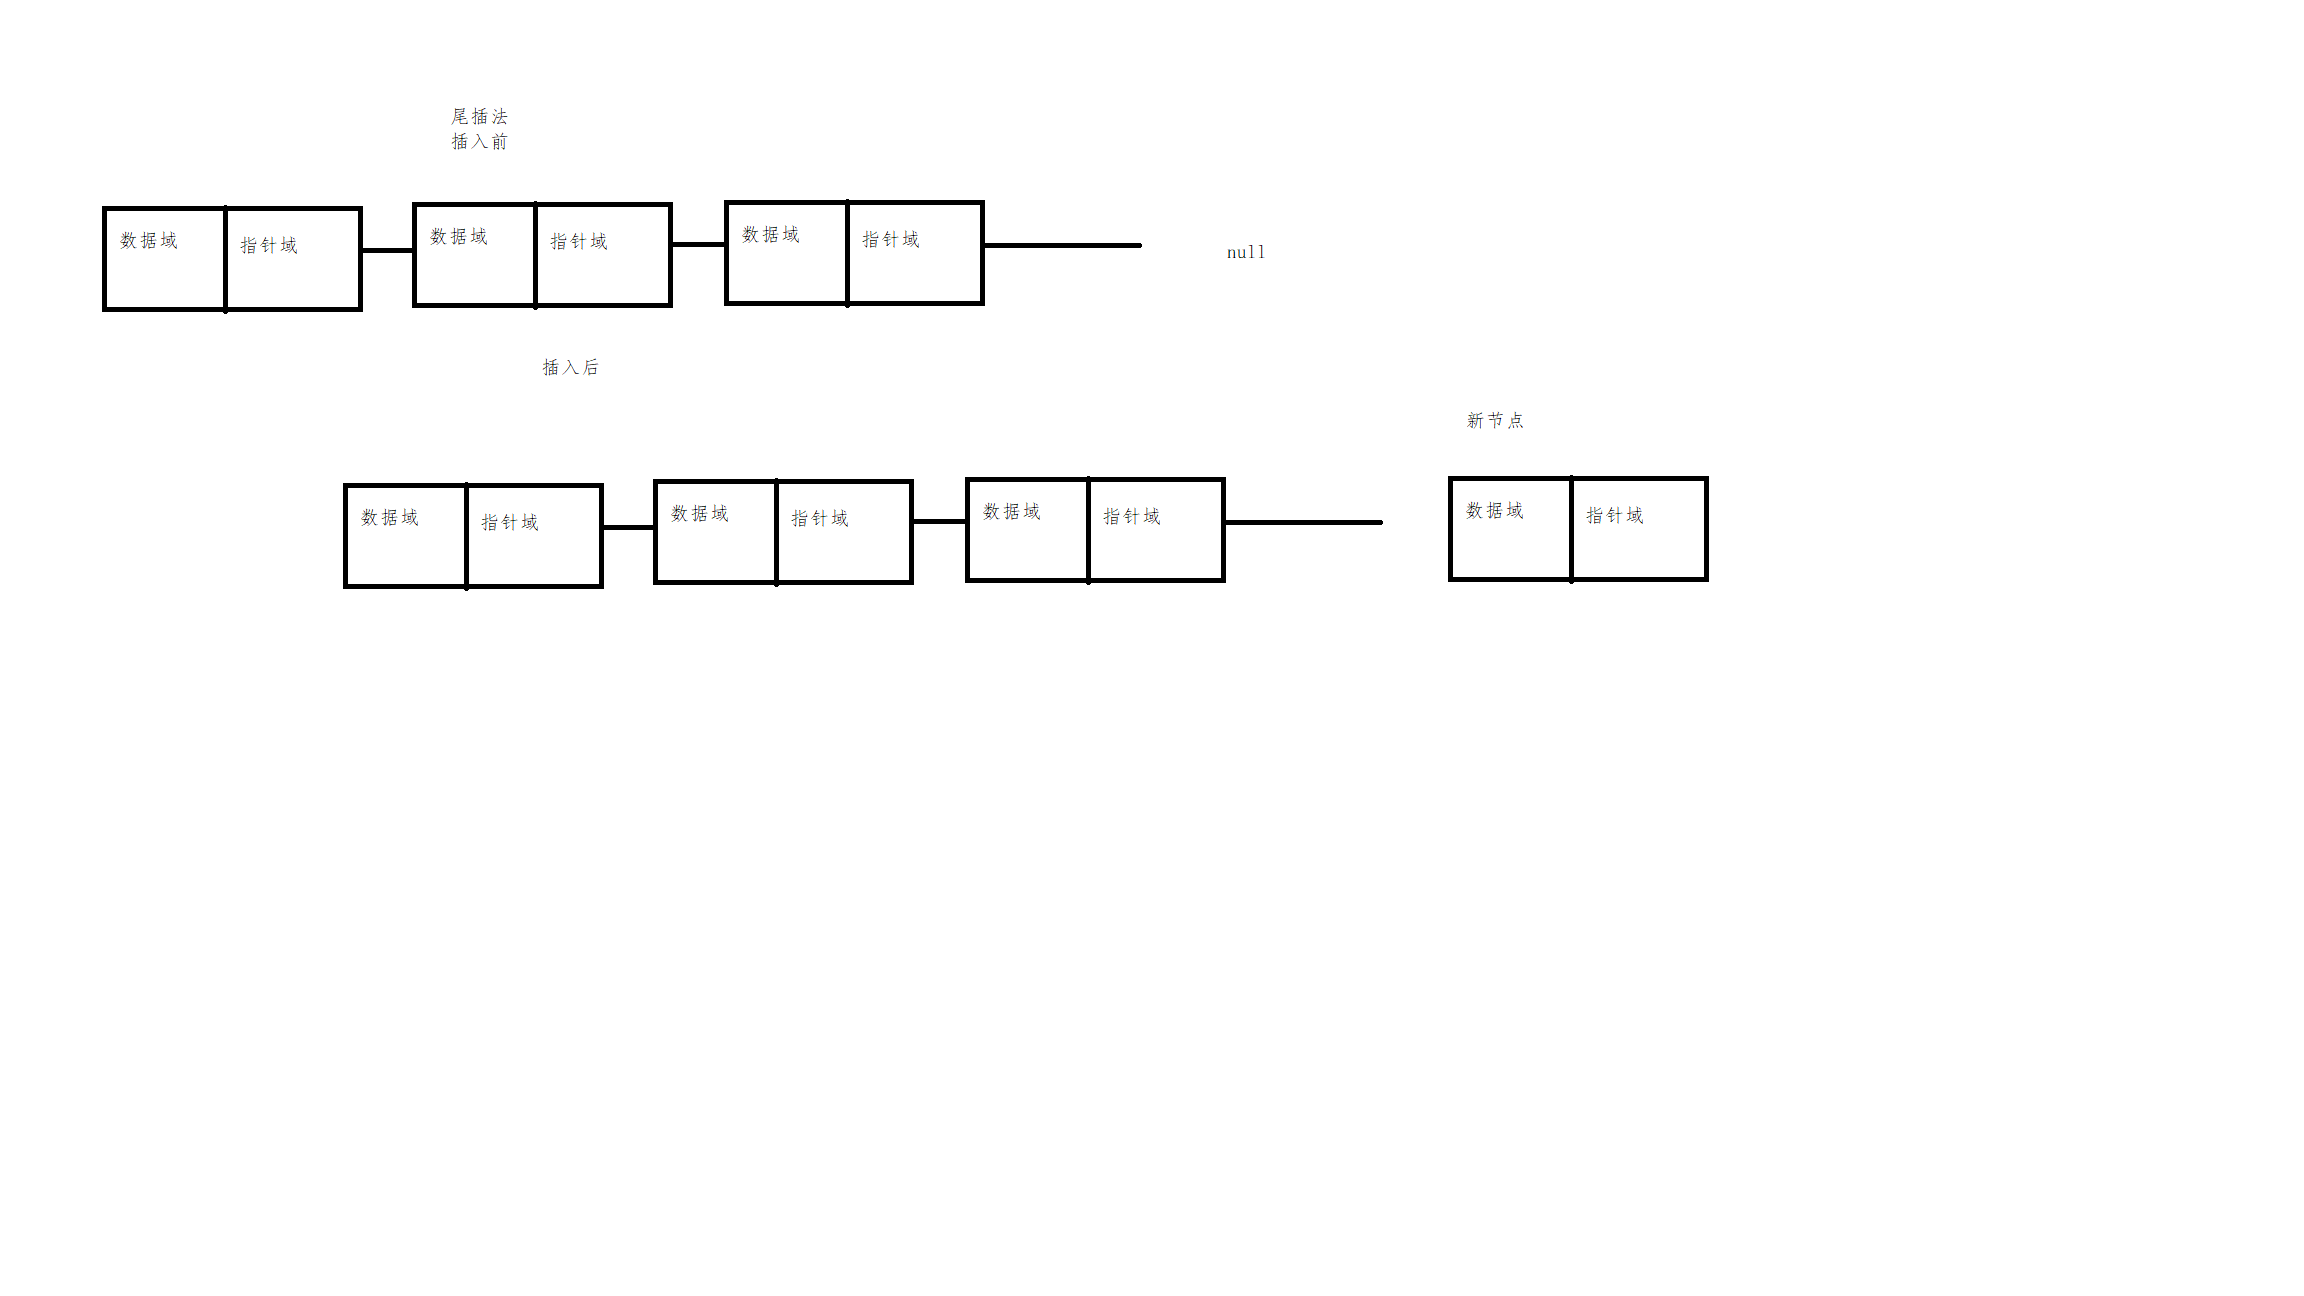 尾插法
插入前
数据域 指针域 数据域 指针域 数据域 指针域 null
插入后
新节点
数据域 指针域 数据域 指针域 数据域 指针域 数据域 指针域